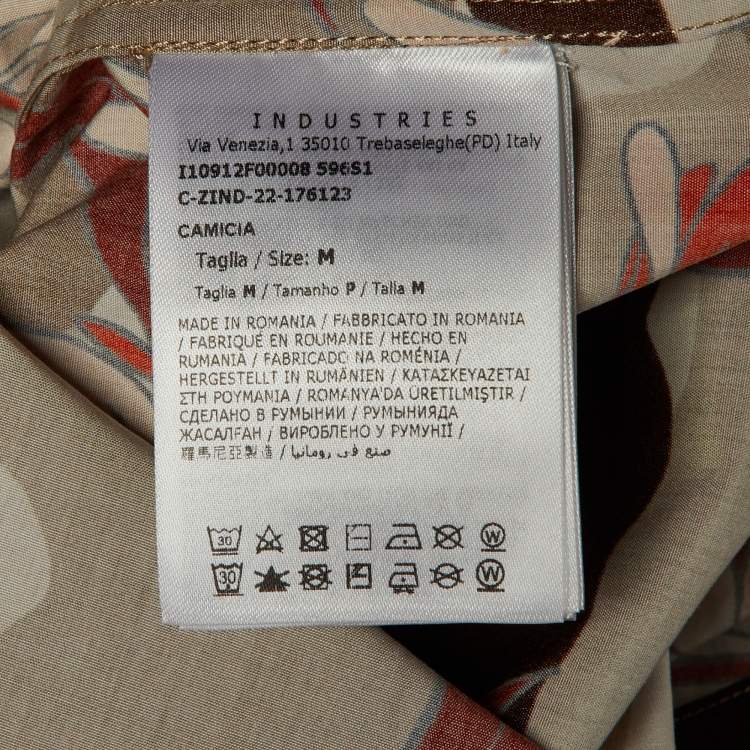 INDUSTRIES
Via Venezia,1 35010 Trebaseleghe(PD) Italy
I10912F00008 596S1
C-ZIND-22-176123
CAMICIA
Taglia / Size: M
Taglia M / Tamanho P / Talla M
MADE IN ROMANIA / FABBRICATO IN ROMANIA
/ FABRIQUÉ EN ROUMANIE / HECHO EN
RUMANIA / FABRICADO NA ROMÉNIA /
HERGESTELLT IN RUMÄNIEN / ΚΑΤΑΣΚΕΥΑΖΕΤΑΙ
ΣΤΗ ΡΟΥΜΑΝΙΑ / ROMANYA'DA ÜRETILMIŞTIR /
СДЕЛАНО В РУМЫНИИ / РУМЫНИЯДА
ЖАСАЛҒАН / ВИРОБЛЕНО У РУМУНІЇ /
羅馬尼亞製造 / صنع في رومانيا
30 W
30 W